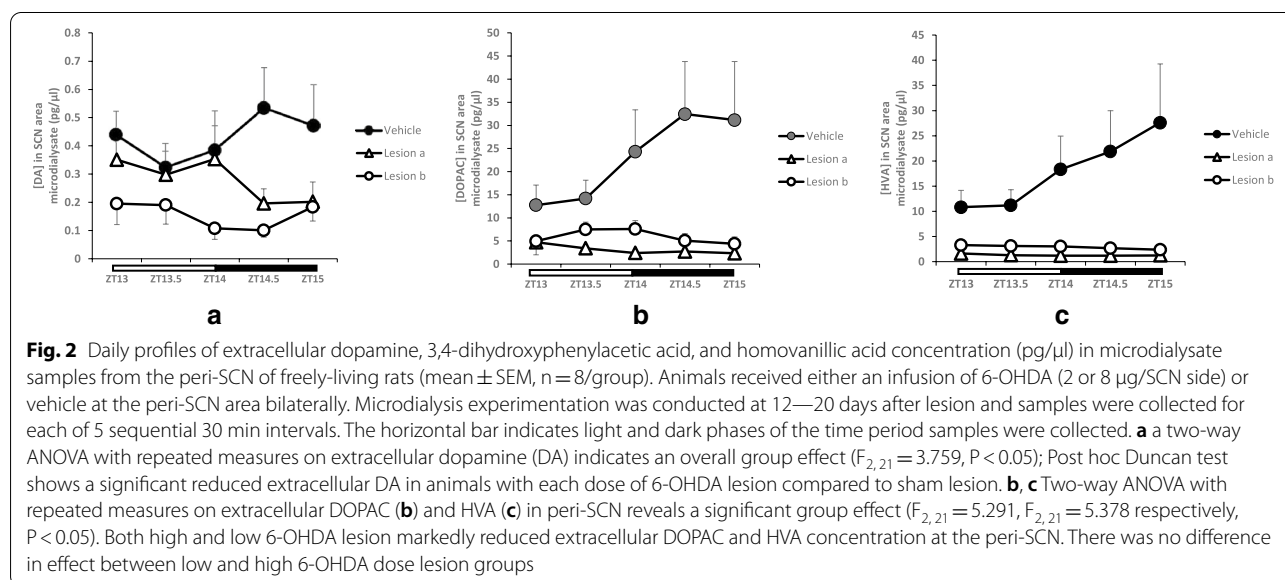 0.8
0.7
0.6
0.5
0.4
0.3
0.2
0.1
0
[DA] in SCN area
microdialysate (pg/µl)
ZT13 ZT13.5 ZT14 ZT14.5 ZT15
Vehicle
Lesion a
Lesion b
a
50
45
40
35
30
25
20
15
10
5
0
[DOPAC] in SCN area
microdialysate (pg/µl)
ZT13 ZT13.5 ZT14 ZT14.5 ZT15
Vehicle
Lesion a
Lesion b
b
45
40
35
30
25
20
15
10
5
0
[HVA] in SCN area
microdialysate (pg/µl)
ZT13 ZT13.5 ZT14 ZT14.5 ZT15
Vehicle
Lesion a
Lesion b
c
Fig. 2 Daily profiles of extracellular dopamine, 3,4-dihydroxyphenylacetic acid, and homovanillic acid concentration (pg/µl) in microdialysate
samples from the peri-SCN of freely-living rats (mean ± SEM, n = 8/group). Animals received either an infusion of 6-OHDA (2 or 8 µg/SCN side) or
vehicle at the peri-SCN area bilaterally. Microdialysis experimentation was conducted at 12—20 days after lesion and samples were collected for
each of 5 sequential 30 min intervals. The horizontal bar indicates light and dark phases of the time period samples were collected. a a two-way
ANOVA with repeated measures on extracellular dopamine (DA) indicates an overall group effect (F2, 21 = 3.759, P < 0.05); Post hoc Duncan test
shows a significant reduced extracellular DA in animals with each dose of 6-OHDA lesion compared to sham lesion. b, c Two-way ANOVA with
repeated measures on extracellular DOPAC (b) and HVA (c) in peri-SCN reveals a significant group effect (F2, 21 = 5.291, F2, 21 = 5.378 respectively,
P < 0.05). Both high and low 6-OHDA lesion markedly reduced extracellular DOPAC and HVA concentration at the peri-SCN. There was no difference
in effect between low and high 6-OHDA dose lesion groups